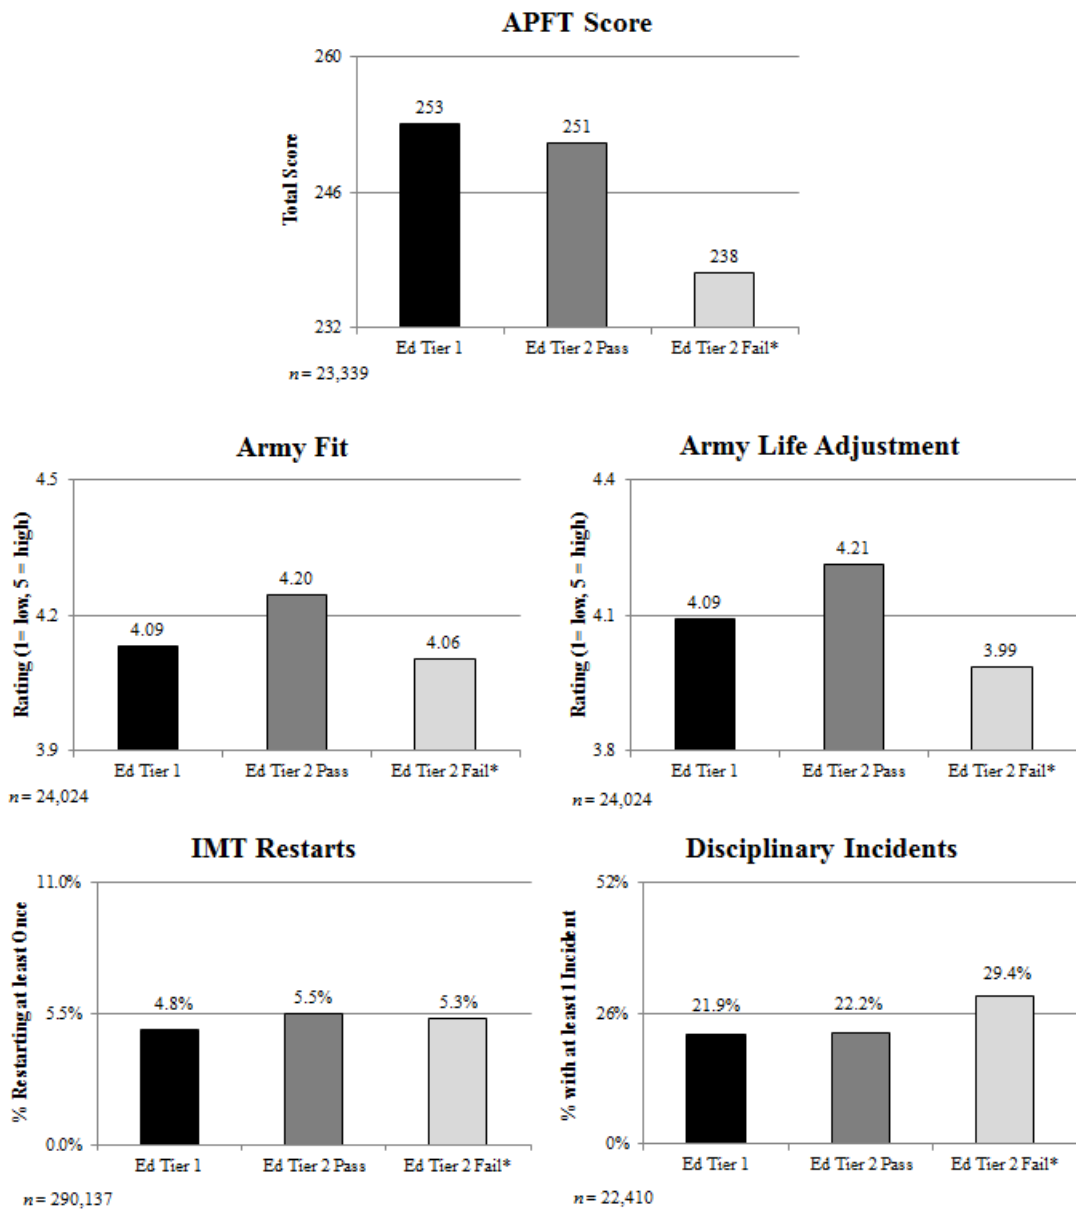 APFT Score
260
253
251
246
238
232
Total Score
Ed Tier 1
Ed Tier 2 Pass
Ed Tier 2 Fail*
n = 23,339
Army Fit
4.5
4.20
4.2
4.09
4.06
3.9
Rating (1= low, 5 = high)
Ed Tier 1
Ed Tier 2 Pass
Ed Tier 2 Fail*
n = 24,024
Army Life Adjustment
4.4
4.21
4.1
4.09
3.99
3.8
Rating (1= low, 5 = high)
Ed Tier 1
Ed Tier 2 Pass
Ed Tier 2 Fail*
n = 24,024
IMT Restarts
11.0%
5.5%
4.8%
5.5%
5.3%
0.0%
% Restarting at least Once
Ed Tier 1
Ed Tier 2 Pass
Ed Tier 2 Fail*
n = 290,137
Disciplinary Incidents
52%
29.4%
26%
21.9%
22.2%
0%
% with at least 1 Incident
Ed Tier 1
Ed Tier 2 Pass
Ed Tier 2 Fail*
n = 22,410